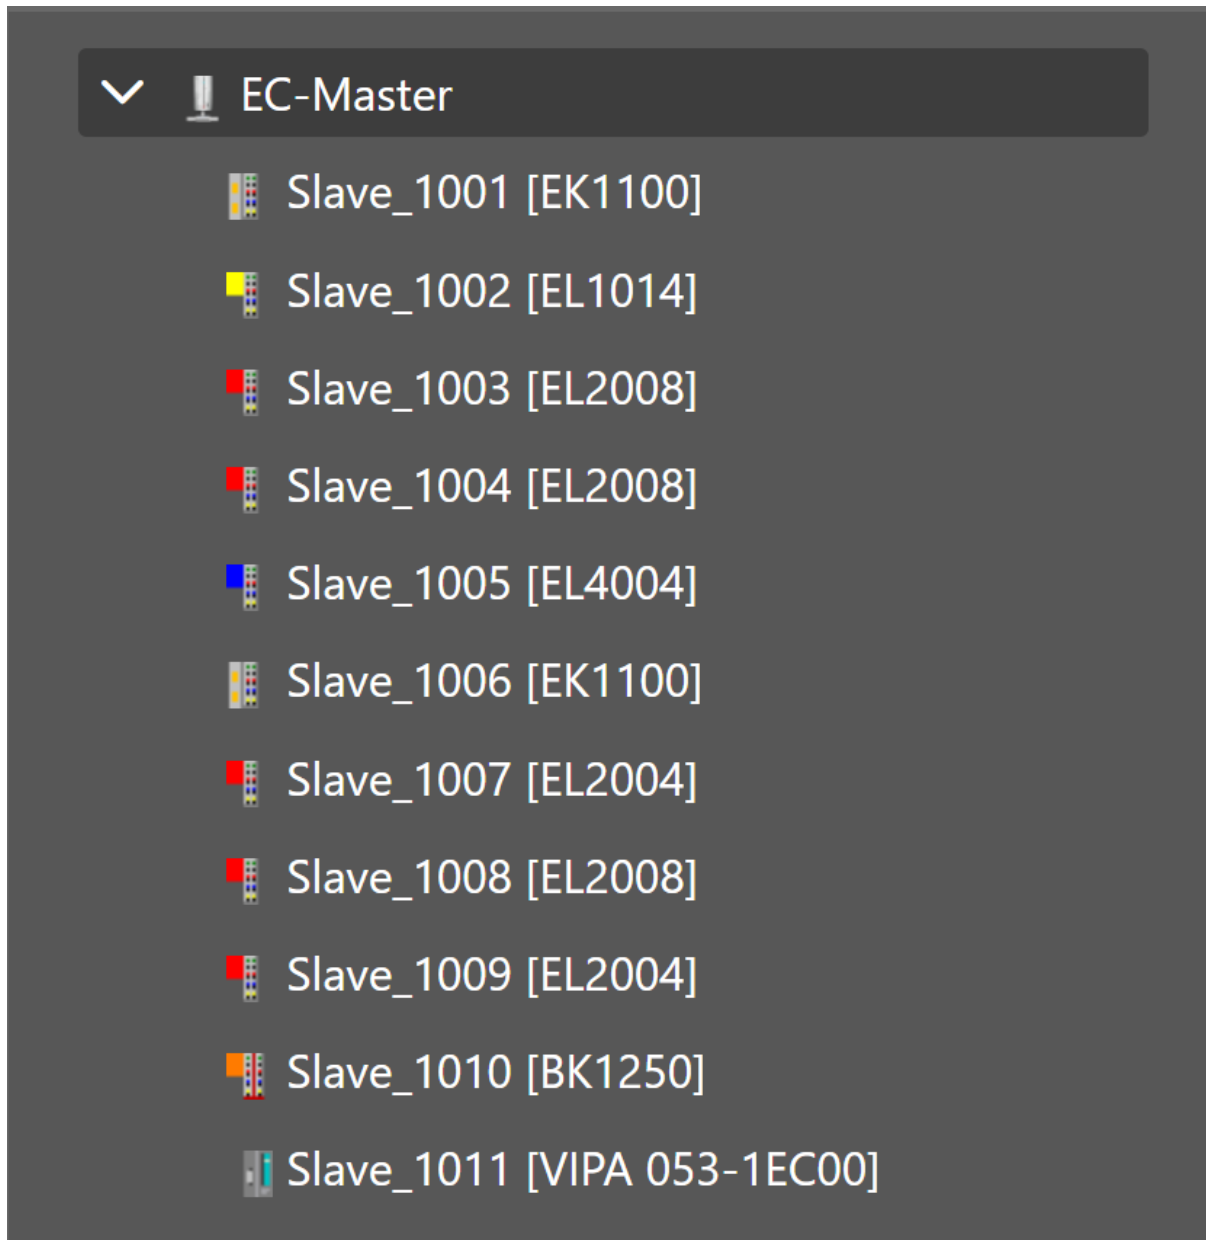 EC-Master
Slave_1001 [EK1100]
Slave_1002 [EL1014]
Slave_1003 [EL2008]
Slave_1004 [EL2008]
Slave_1005 [EL4004]
Slave_1006 [EK1100]
Slave_1007 [EL2004]
Slave_1008 [EL2008]
Slave_1009 [EL2004]
Slave_1010 [BK1250]
Slave_1011 [VIPA 053-1EC00]